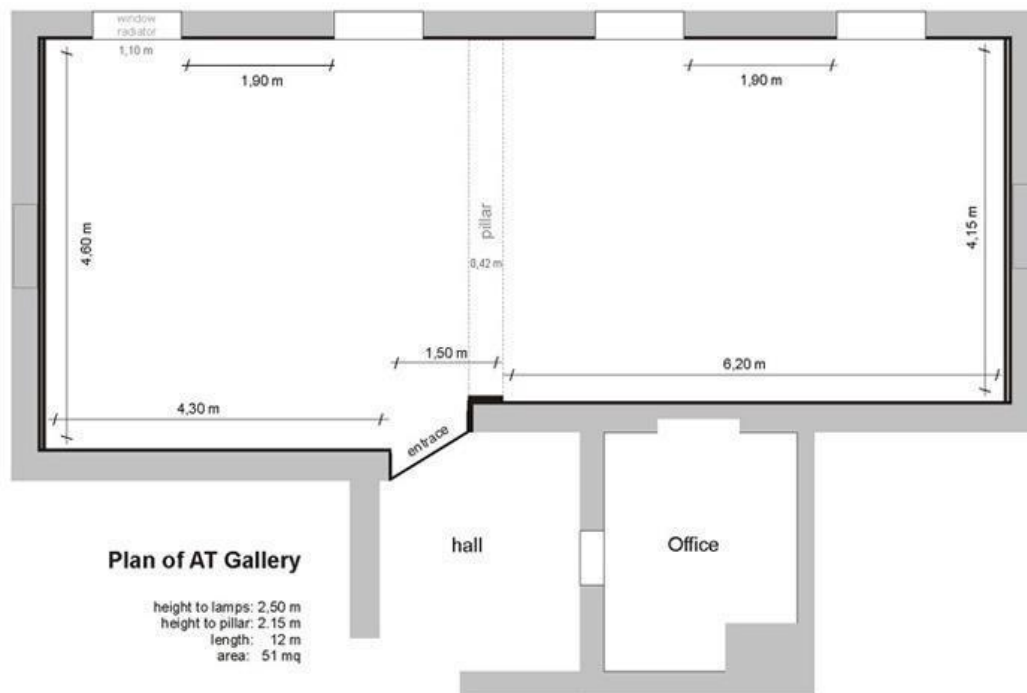 window
radiator
1,10 m
1,90 m
1,90 m
4,60 m
pillar
0,42 m
4,15 m
1,50 m
6,20 m
4,30 m
entrace
hall
Office
Plan of AT Gallery
height to lamps: 2,50 m
height to pillar: 2.15 m
length: 12 m
area: 51 mq